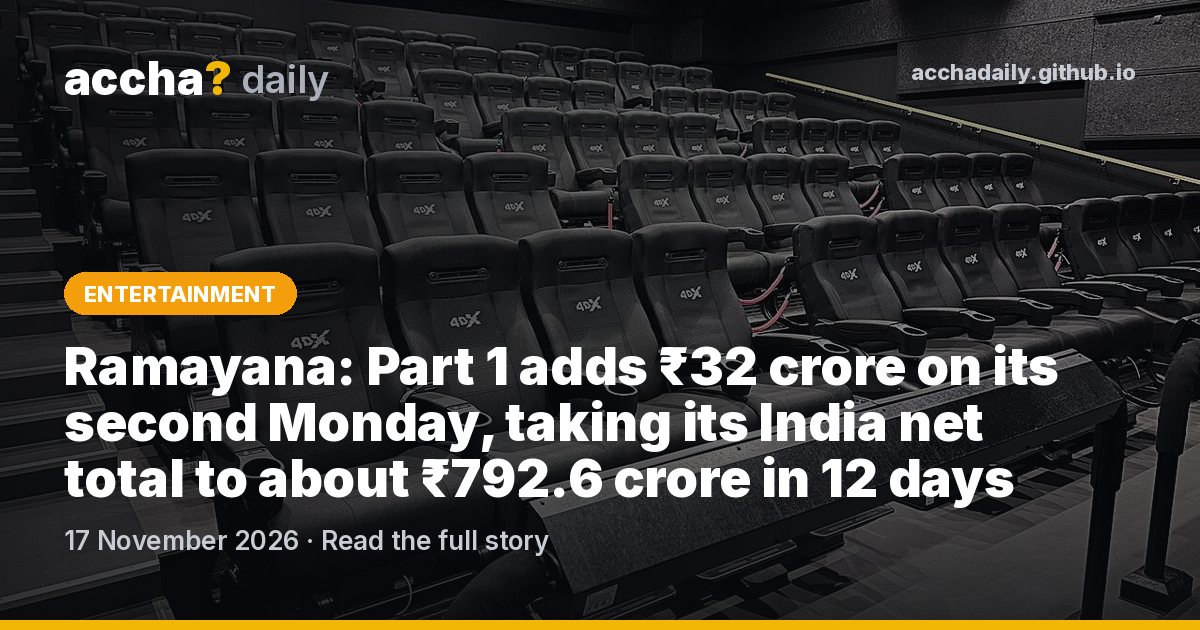 accha? daily
acchadaily.github.io
ENTERTAINMENT
Ramayana: Part 1 adds ₹32 crore on its
second Monday, taking its India net
total to about ₹792.6 crore in 12 days
17 November 2026 · Read the full story
4DX